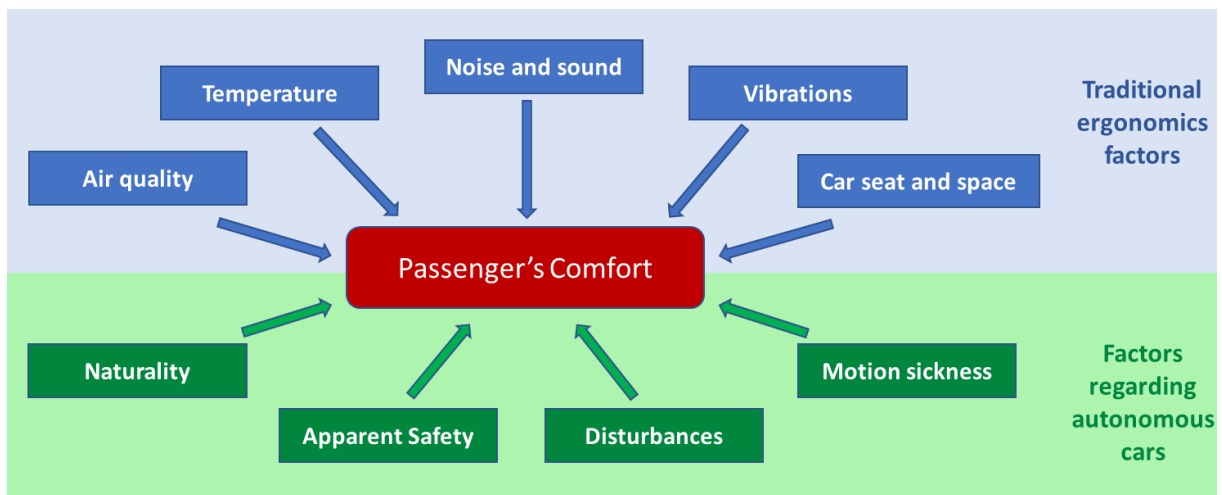 Noise and sound
Temperature
Vibrations
Traditional
ergonomics
factors
Air quality
Car seat and space
Passenger's Comfort
Naturality
Motion sickness
Factors
regarding
autonomous
cars
Apparent Safety
Disturbances